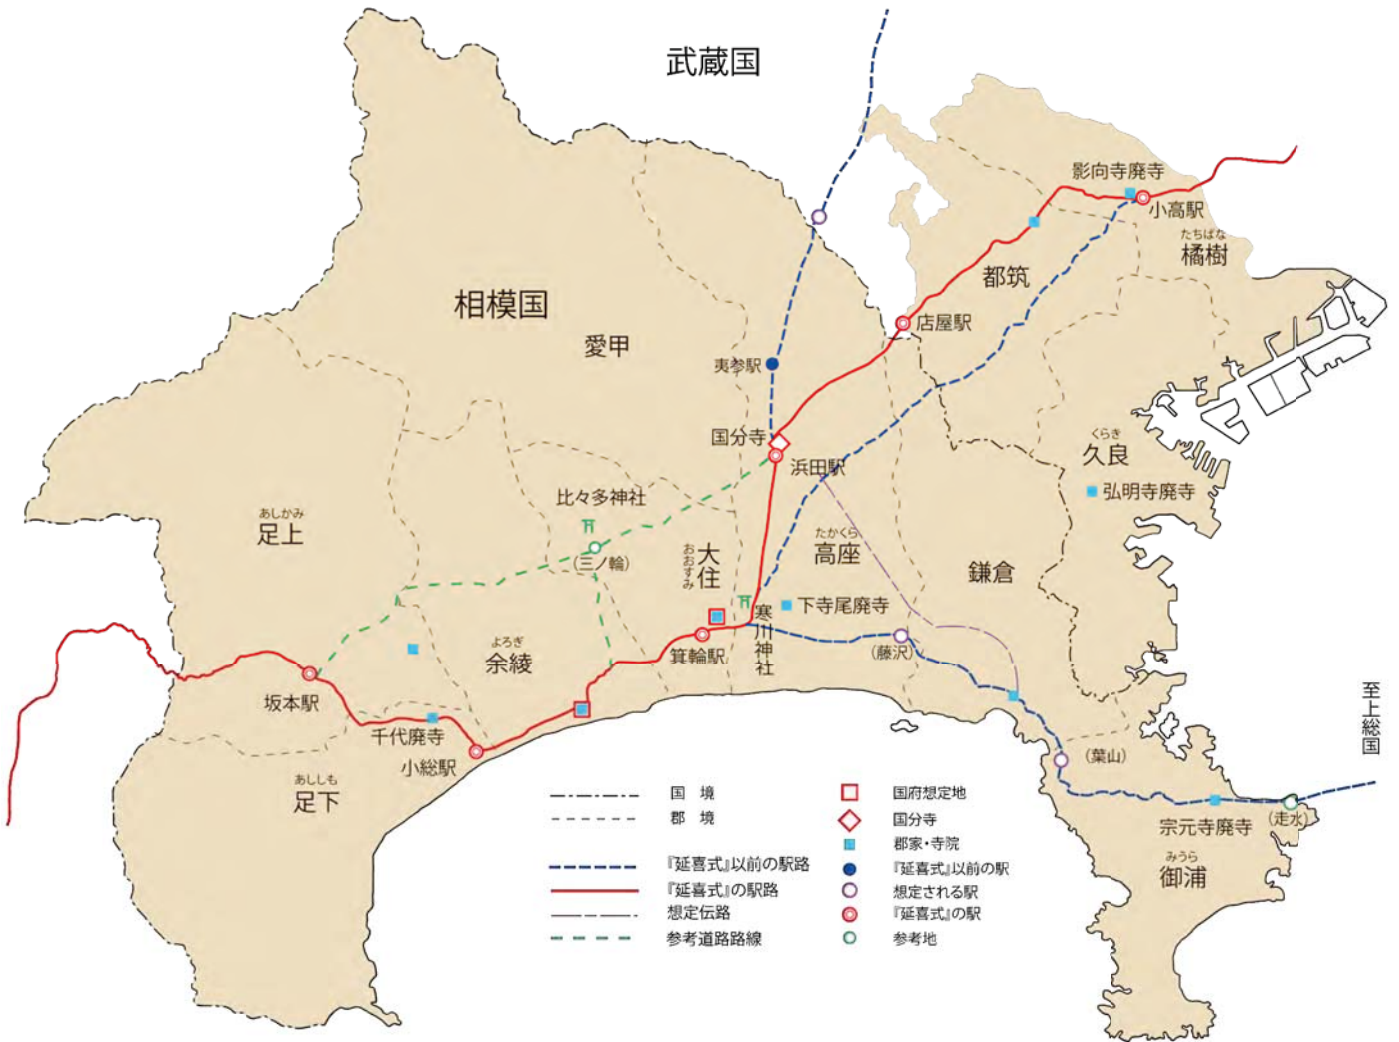 武蔵国
影向寺廃寺
小高駅
たちばな
橘樹
都筑
相模国
愛甲
店屋駅
夷参駅
国分寺
浜田駅
くらき
久良
弘明寺廃寺
比々多神社
あしかみ
足上
(三ノ輪)
大住
おおすみ
たかくら
高座
鎌倉
下寺尾廃寺
寒川神社
よろぎ
余綾
箕輪駅
(藤沢)
坂本駅
千代廃寺
小総駅
至上総国
(葉山)
あししも
足下
宗元寺廃寺
(走水)
みうら
御浦
国 境
郡 境
『延喜式』以前の駅路
『延喜式』の駅路
想定伝路
参考道路路線
国府想定地
国分寺
郡家・寺院
『延喜式』以前の駅
想定される駅
『延喜式』の駅
参考地